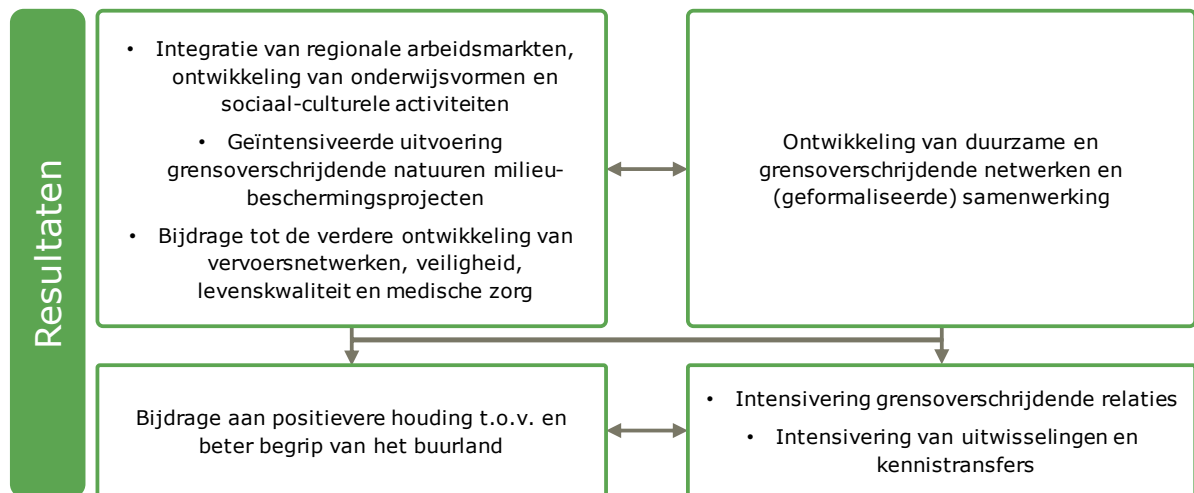 Resultaten
• Integratie van regionale arbeidsmarkten,
ontwikkeling van onderwijsvormen en
sociaal-culturele activiteiten
• Geïntensiveerde uitvoering
grensoverschrijdende natuuren milieu-
beschermingsprojecten
• Bijdrage tot de verdere ontwikkeling van
vervoersnetwerken, veiligheid,
levenskwaliteit en medische zorg
Ontwikkeling van duurzame en
grensoverschrijdende netwerken en
(geformaliseerde) samenwerking
Bijdrage aan positievere houding t.o.v. en
beter begrip van het buurland
• Intensivering grensoverschrijdende relaties
• Intensivering van uitwisselingen en
kennistransfers